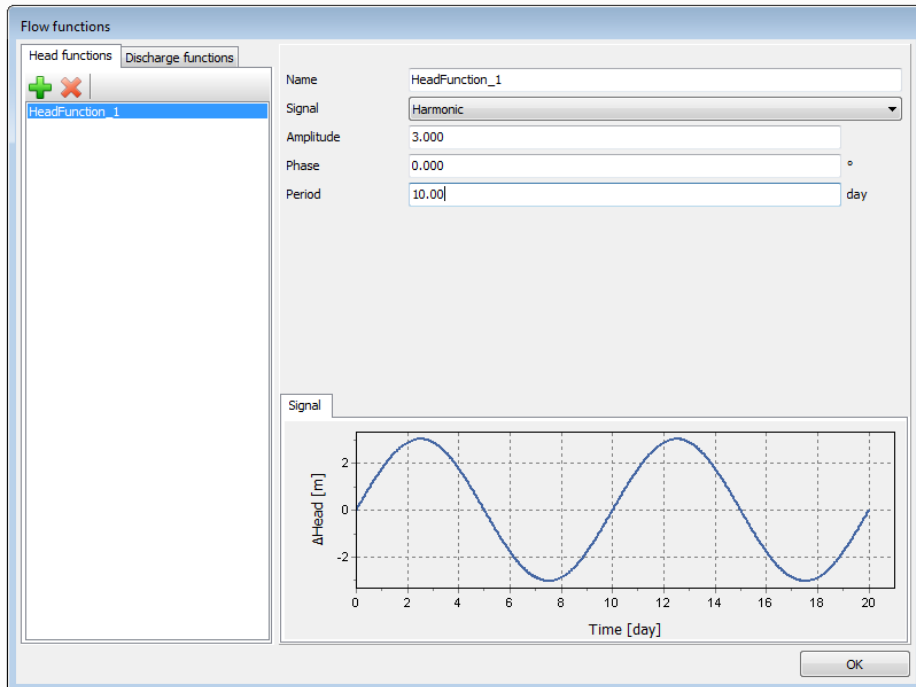 Flow functions
Head functions Discharge functions
HeadFunction_1
Name HeadFunction_1
Signal Harmonic
Amplitude 3.000
Phase 0.000 °
Period 10.00 day
Signal
ΔHead [m]
2
0
-2
0 2 4 6 8 10 12 14 16 18 20
Time [day]
OK